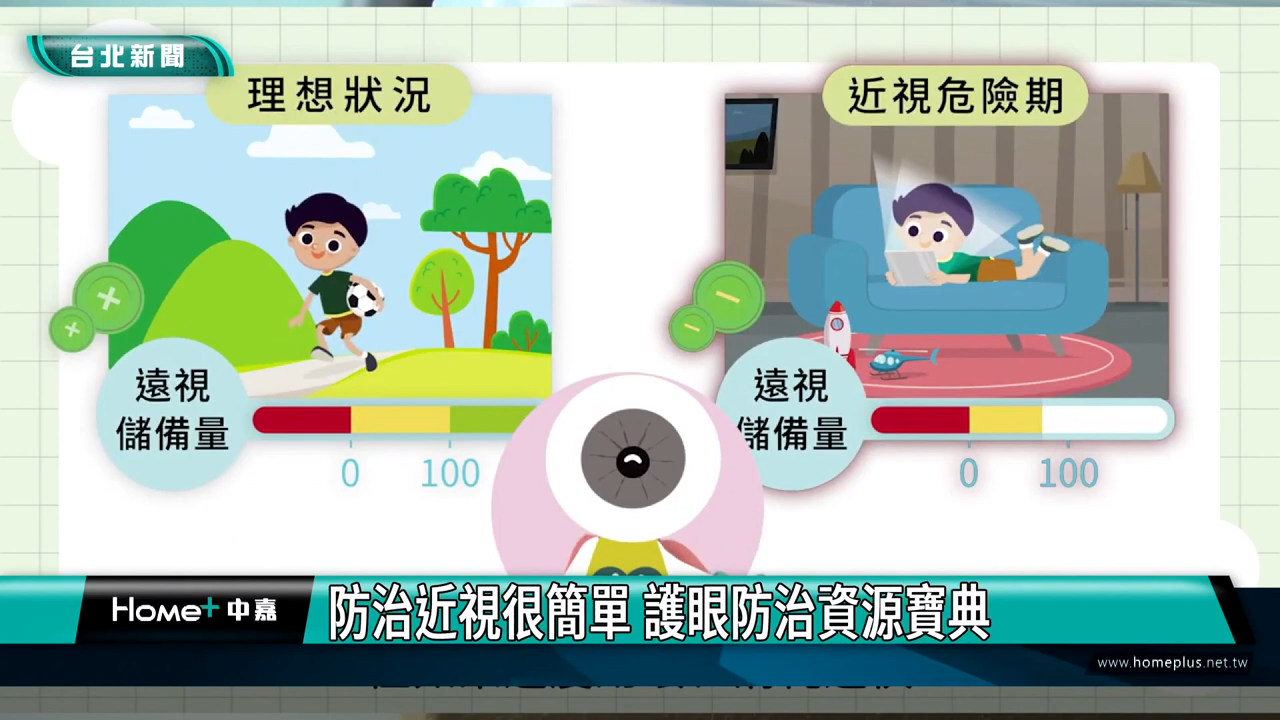 台北新聞
理想狀況
近視危險期
遠視
儲備量
0 100
遠視
儲備量
0 100
Home+ 中嘉
防治近視很簡單 護眼防治資源寶典
www.homeplus.net.tw